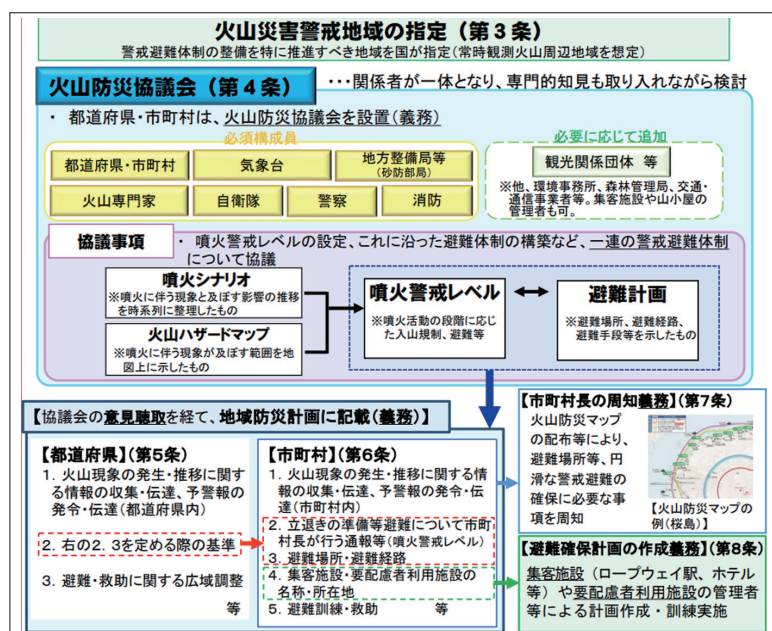 火山災害警戒地域の指定（第３条）
警戒避難体制の整備を特に推進すべき地域を国が指定（常時観測火山周辺地域を想定）
火山防災協議会（第４条）
･･･関係者が一体となり、専門的知見も取り入れながら検討
・ 都道府県・市町村は、火山防災協議会を設置（義務）
必須構成員
都道府県・市町村
気象台
地方整備局等
（砂防部局）
火山専門家
自衛隊
警察
消防
必要に応じて追加
観光関係団体 等
※他、環境事務所、森林管理局、交通・
通信事業者等。集客施設や山小屋の
管理者も可。
協議事項
・ 噴火警戒レベルの設定、これに沿った避難体制の構築など、一連の警戒避難体制
について協議
噴火シナリオ
※噴火に伴う現象と及ぼす影響の推移
を時系列に整理したもの
火山ハザードマップ
※噴火に伴う現象が及ぼす範囲を地
図上に示したもの
噴火警戒レベル
※噴火活動の段階に応じ
た入山規制、避難等
避難計画
※避難場所、避難経路、
避難手段等を示したもの
【協議会の意見聴取を経て、地域防災計画に記載（義務）】
【都道府県】（第５条）
1. 火山現象の発生・推移に関す
る情報の収集・伝達、予警報の
発令・伝達（都道府県内）
2. 右の２．３を定める際の基準
3. 避難・救助に関する広域調整
等
【市町村】（第６条）
1. 火山現象の発生・推移に関する情
報の収集・伝達、予警報の発令・伝
達（市町村内）
2. 立退きの準備等避難について市町
村長が行う通報等（噴火警戒レベル）
3. 避難場所・避難経路
4. 集客施設・要配慮者利用施設の
名称・所在地
5. 避難訓練・救助 等
【市町村長の周知義務】（第７条）
火山防災マップ
の配布等により、
避難場所等、円
滑な警戒避難の
確保に必要な事
項を周知
【火山防災マップの
例（桜島）】
【避難確保計画の作成義務】（第８条）
集客施設（ロープウェイ駅、ホテル
等）や要配慮者利用施設の管理者
等による計画作成・訓練実施